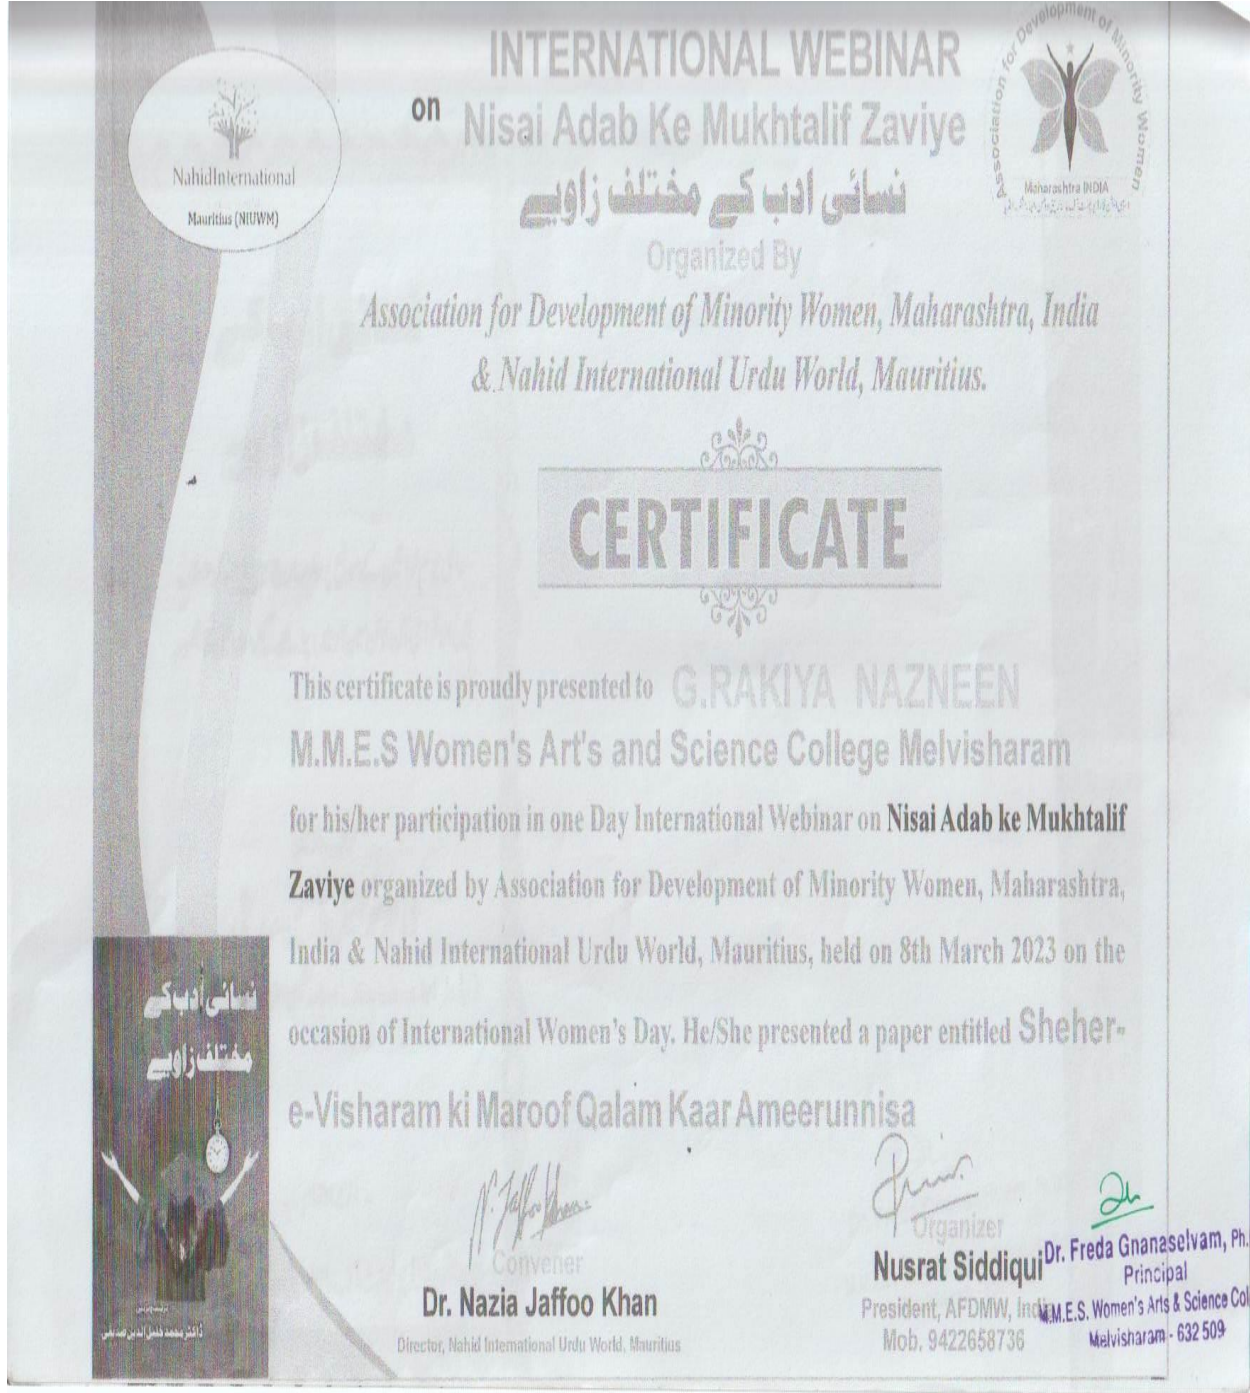 INTERNATIONAL WEBINAR
on Nisai Adab Ke Mukhtalif Zaviye
نسائی ادب کے مختلف زاویے
Organized By
Association for Development of Minority Women, Maharashtra, India
& Nahid International Urdu World, Mauritius.
NahidInternational
Mauritius (NIUWM)
Association for Development of Minority Women
Maharashtra INDIA
CERTIFICATE
This certificate is proudly presented to G.RAKIYA NAZNEEN
M.M.E.S Women's Art's and Science College Melvisharam
for his/her participation in one Day International Webinar on Nisai Adab ke Mukhtalif
Zaviye organized by Association for Development of Minority Women, Maharashtra,
India & Nahid International Urdu World, Mauritius, held on 8th March 2023 on the
occasion of International Women's Day. He/She presented a paper entitled Sheher-
e-Visharam ki Maroof Qalam Kaar Ameerunnisa
نسائی ادب کے
مختلف زاویے
N. Jaffoo Khan.
Convener
Dr. Nazia Jaffoo Khan
Director, Nahid International Urdu World, Mauritius
Organizer
Nusrat Siddiqui
President, AFDMW, India
Mob. 9422658736
Dr. Freda Gnanaselvam, Ph.
Principal
M.M.E.S. Women's Arts & Science Col
Melvisharam - 632 509